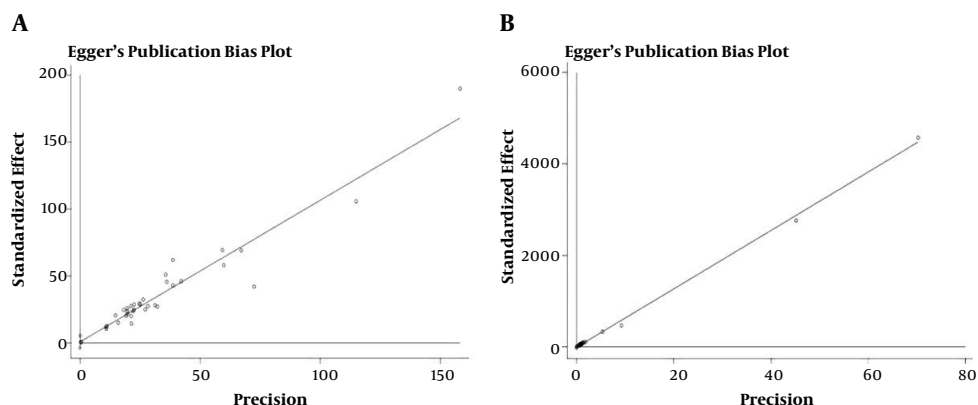 A
Egger's Publication Bias Plot
200
150
100
50
0
Standardized Effect
0 50 100 150
Precision
B
Egger's Publication Bias Plot
6000
4000
2000
0
Standardized Effect
0 20 40 60 80
Precision